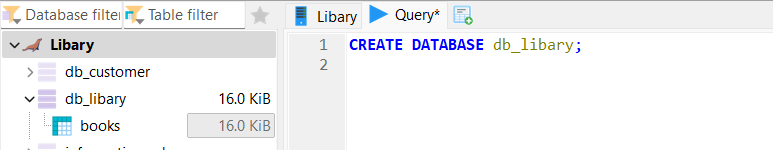 Database filter
Table filter
Libary
Query*
Libary
db_customer
db_libary
16.0 KiB
books
16.0 KiB
1
CREATE DATABASE db_libary;
2